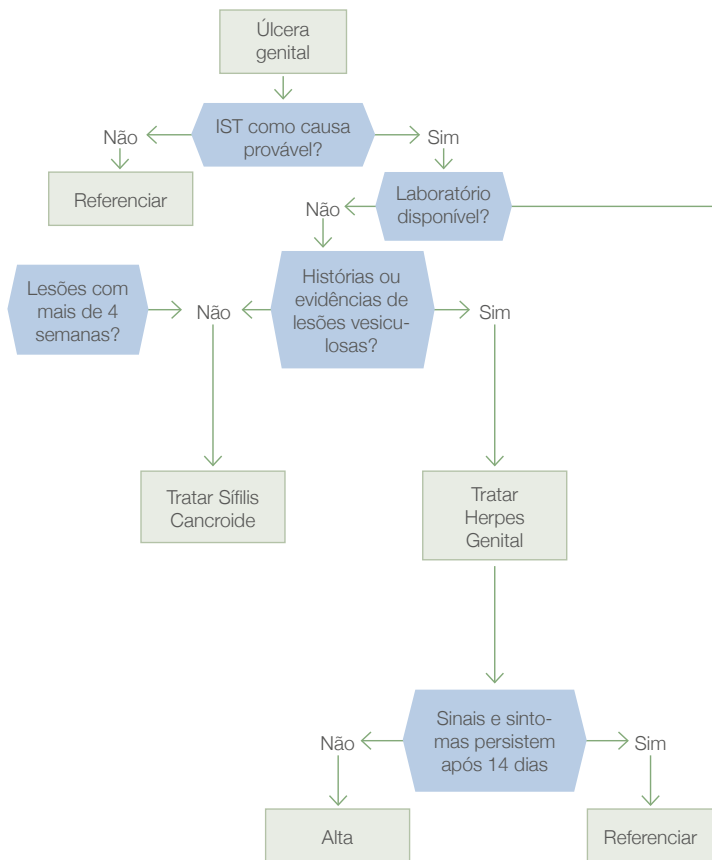 Úlcera
genital
IST como causa
provável?
Não
Sim
Referenciar
Laboratório
disponível?
Não
Histórias ou
evidências de
lesões vesicu-
losas?
Lesões com
mais de 4
semanas?
Não
Sim
Tratar Sífilis
Cancroide
Tratar
Herpes
Genital
Sinais e sinto-
mas persistem
após 14 dias
Não
Sim
Alta
Referenciar